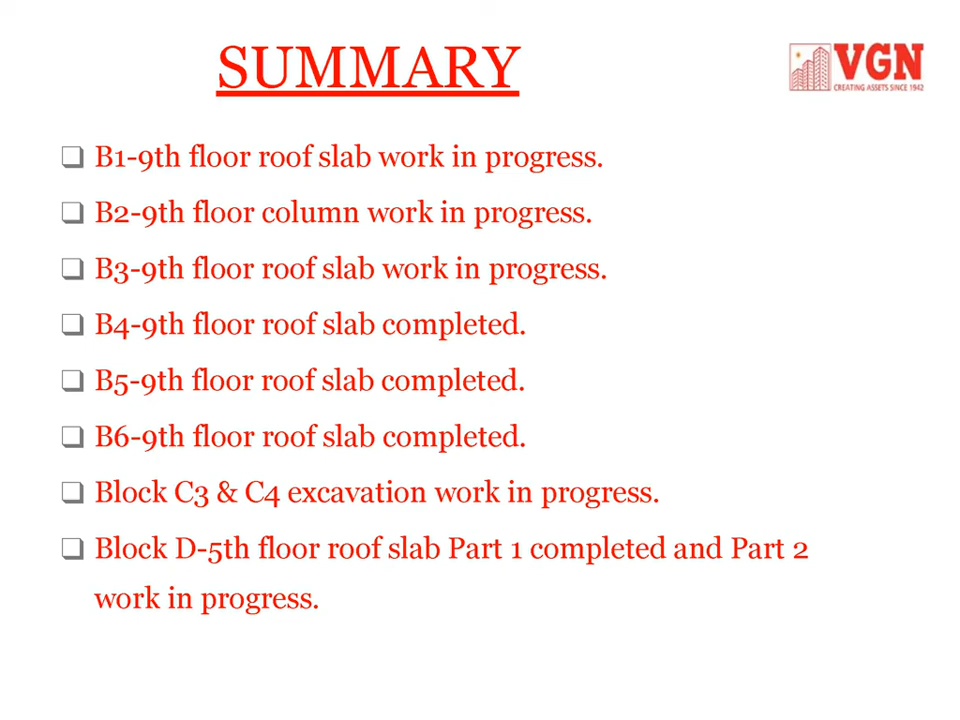 SUMMARY
VGN
CREATING ASSETS SINCE 1942
B1-9th floor roof slab work in progress.
B2-9th floor column work in progress.
B3-9th floor roof slab work in progress.
B4-9th floor roof slab completed.
B5-9th floor roof slab completed.
B6-9th floor roof slab completed.
Block C3 & C4 excavation work in progress.
Block D-5th floor roof slab Part 1 completed and Part 2
work in progress.